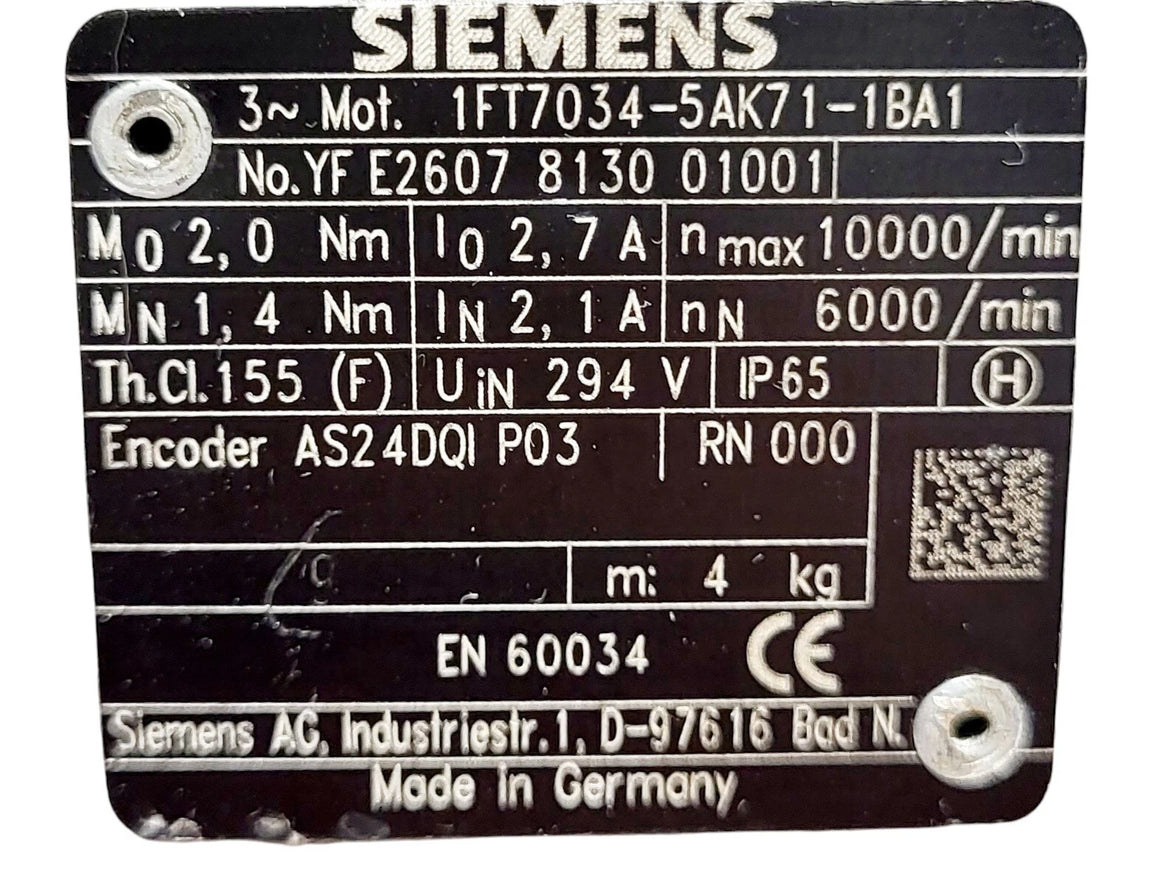 SIEMENS
3~ Mot. 1FT7034-5AK71-1BA1
No.YF E2607 8130 01001
M0 2,0 Nm I0 2,7 A nmax 10000/min
MN 1,4 Nm IN 2,1 A nN 6000/min
Th.Cl.155 (F) UiN 294 V IP65 H
Encoder AS24DQI P03 RN 000
m: 4 kg
EN 60034 CE
Siemens AG, Industriestr.1, D-97616 Bad N.
Made in Germany